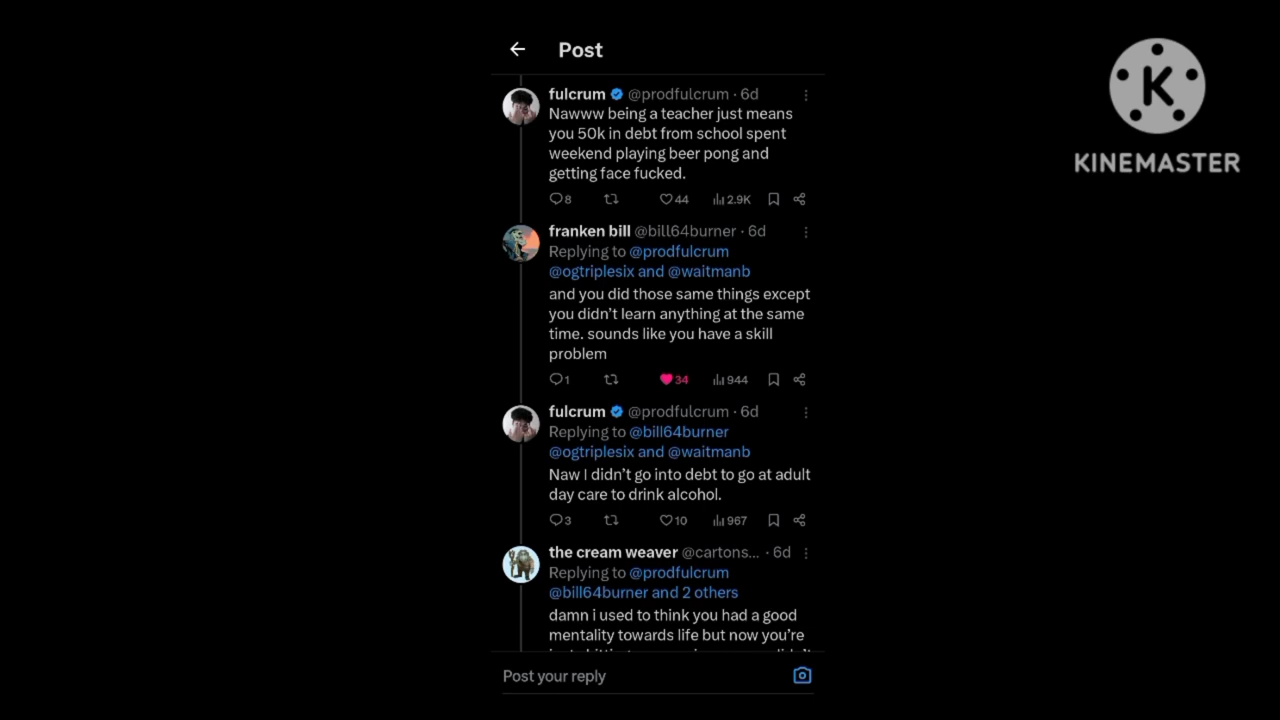 Post
fulcrum @prodfulcrum · 6d
Nawww being a teacher just means
you 50k in debt from school spent
weekend playing beer pong and
getting face fucked.
8 44 2.9K
franken bill @bill64burner · 6d
Replying to @prodfulcrum
@ogtriplesix and @waitmanb
and you did those same things except
you didn’t learn anything at the same
time. sounds like you have a skill
problem
1 34 944
fulcrum @prodfulcrum · 6d
Replying to @bill64burner
@ogtriplesix and @waitmanb
Naw I didn’t go into debt to go at adult
day care to drink alcohol.
3 10 967
the cream weaver @cartons... · 6d
Replying to @prodfulcrum
@bill64burner and 2 others
damn i used to think you had a good
mentality towards life but now you’re
Post your reply
K
KINEMASTER